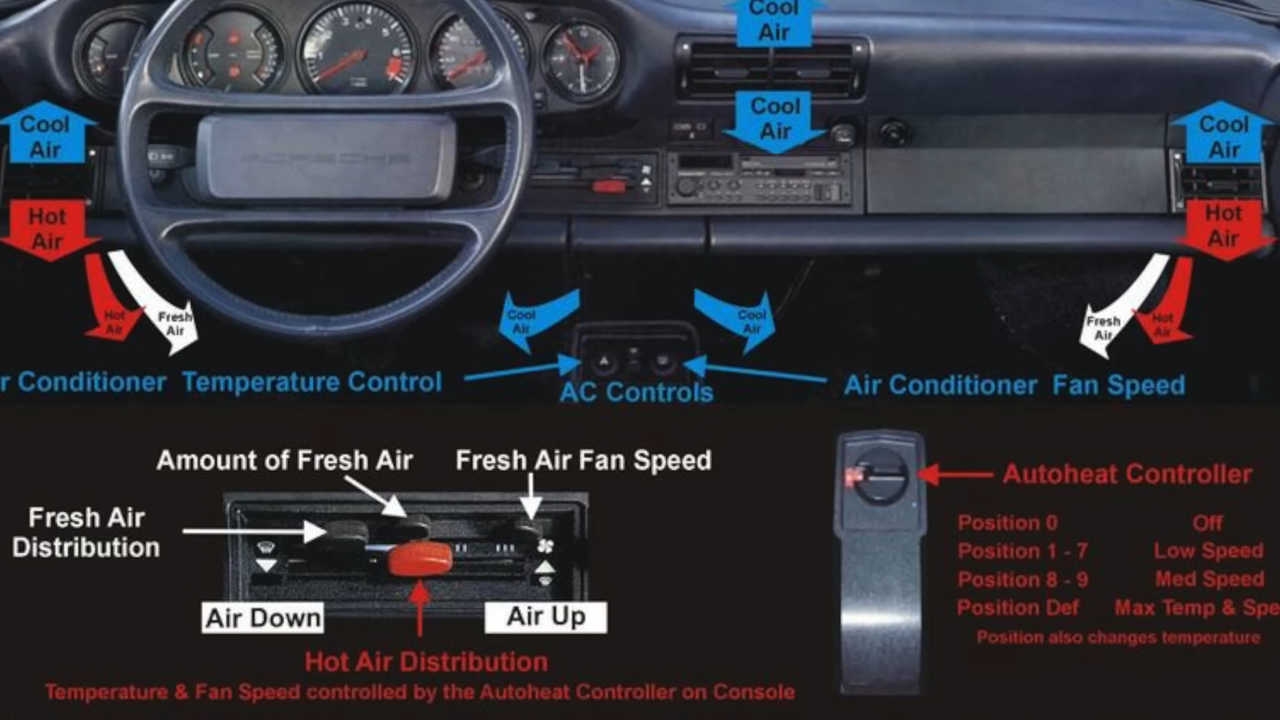 Cool
Air
Cool
Air
Cool
Air
Cool
Air
PORSCHE
Hot
Air
Hot
Air
Hot
Air
Fresh
Air
Cool
Air
Cool
Air
Fresh
Air
Hot
Air
r Conditioner Temperature Control
AC Controls
Air Conditioner Fan Speed
Amount of Fresh Air
Fresh Air Fan Speed
Autoheat Controller
Fresh Air
Distribution
Position 0 Off
Position 1 - 7 Low Speed
Position 8 - 9 Med Speed
Position Def Max Temp & Spe
Position also changes temperature
Air Down
Air Up
Hot Air Distribution
Temperature & Fan Speed controlled by the Autoheat Controller on Console